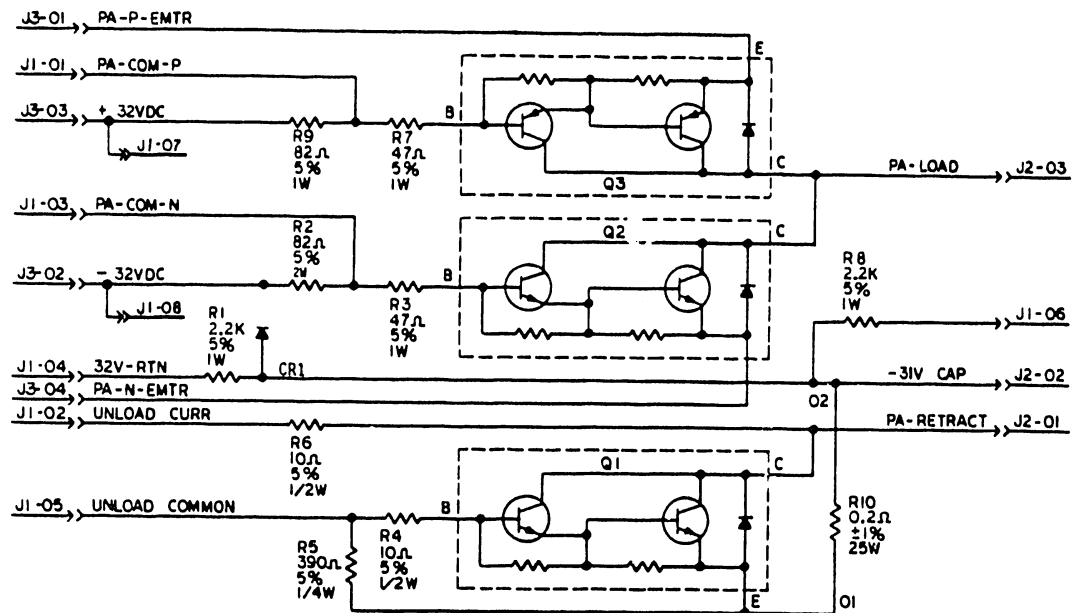 J3-01 PA-P-EMTR
E
J1-01 PA-COM-P
J3-03 + 32VDC
B
J1-07
R9
82Ω
5%
1W
R7
47Ω
5%
1W
Q3
C
PA-LOAD J2-03
J1-03 PA-COM-N
R2
82Ω
5%
2W
Q2
C
J3-02 - 32VDC
B
J1-08
R3
47Ω
5%
1W
R8
2.2K
5%
1W
J1-06
R1
2.2K
5%
1W
J1-04 32V-RTN
CR1
-31V CAP J2-02
J3-04 PA-N-EMTR
02
J1-02 UNLOAD CURR
PA-RETRACT J2-01
R6
10Ω
5%
1/2W
Q1
C
J1-05 UNLOAD COMMON
B
R5
390Ω
5%
1/4W
R4
10Ω
5%
1/2W
R10
0.2Ω
±1%
25W
E
01